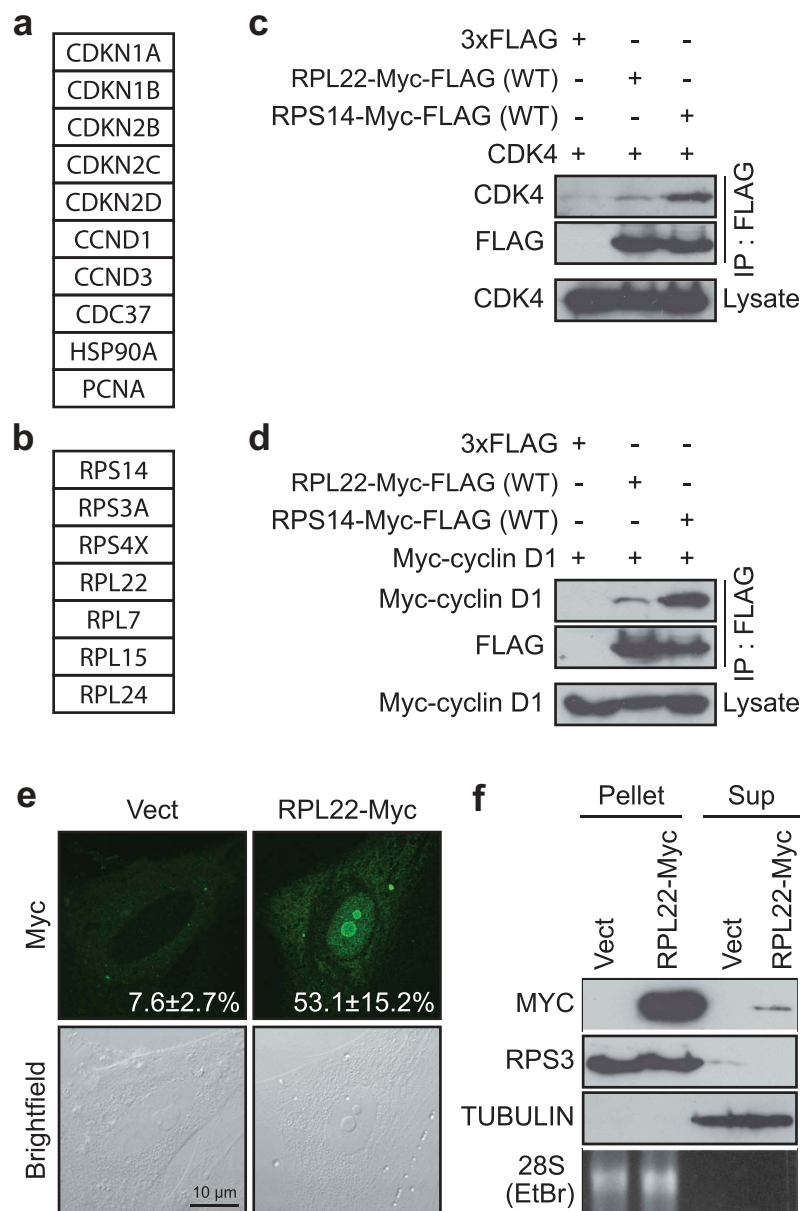 a
CDKN1A
CDKN1B
CDKN2B
CDKN2C
CDKN2D
CCND1
CCND3
CDC37
HSP90A
PCNA
b
RPS14
RPS3A
RPS4X
RPL22
RPL7
RPL15
RPL24
c
3xFLAG + - -
RPL22-Myc-FLAG (WT) - + -
RPS14-Myc-FLAG (WT) - - +
CDK4 + + +
CDK4
FLAG
IP : FLAG
CDK4 Lysate
d
3xFLAG + - -
RPL22-Myc-FLAG (WT) - + -
RPS14-Myc-FLAG (WT) - - +
Myc-cyclin D1 + + +
Myc-cyclin D1
FLAG
IP : FLAG
Myc-cyclin D1 Lysate
e
Vect RPL22-Myc
Myc
7.6±2.7% 53.1±15.2%
Brightfield
10 µm
f
Pellet Sup
Vect RPL22-Myc Vect RPL22-Myc
MYC
RPS3
TUBULIN
28S
(EtBr)